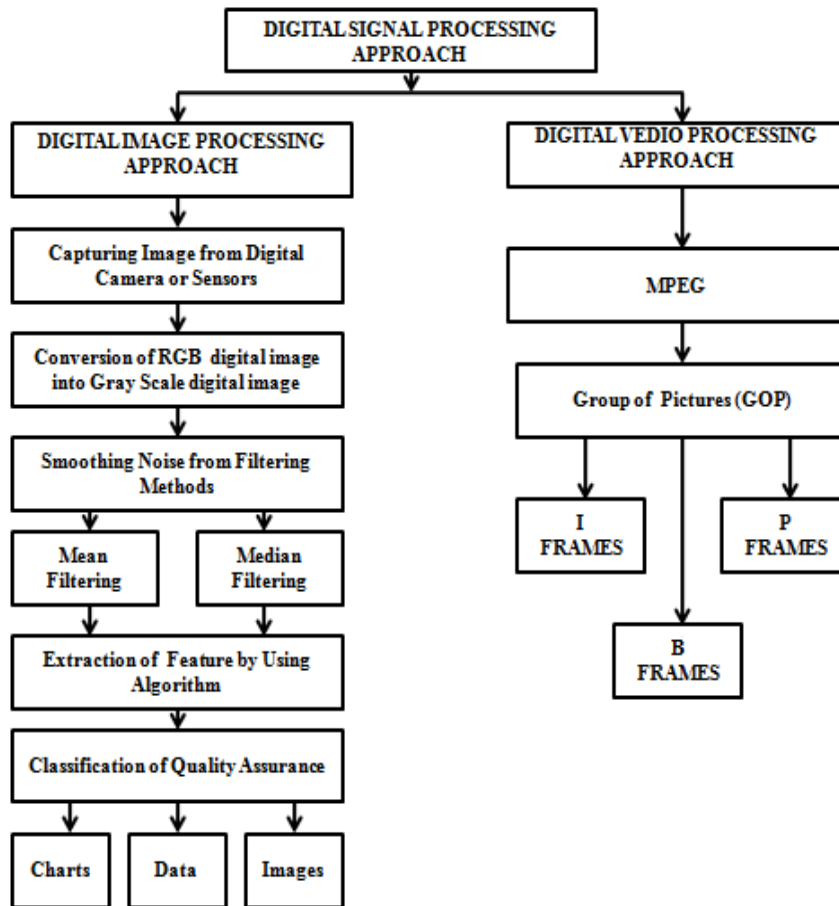 DIGITAL SIGNAL PROCESSING
APPROACH
DIGITAL IMAGE PROCESSING
APPROACH
Capturing Image from Digital
Camera or Sensors
Conversion of RGB digital image
into Gray Scale digital image
Smoothing Noise from Filtering
Methods
Mean
Filtering
Median
Filtering
Extraction of Feature by Using
Algorithm
Classification of Quality Assurance
Charts
Data
Images
DIGITAL VEDIO PROCESSING
APPROACH
MPEG
Group of Pictures (GOP)
I
FRAMES
P
FRAMES
B
FRAMES